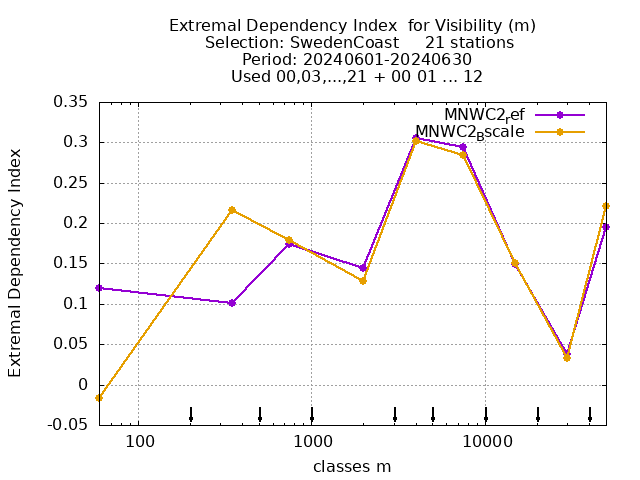 Extremal Dependency Index  for Visibility (m)
Selection: SwedenCoast     21 stations
Period: 20240601-20240630
Used 00,03,...,21 + 00 01 ... 12
0.35
0.3
0.25
0.2
0.15
0.1
0.05
0
-0.05
Extremal Dependency Index
MNWC2ref
MNWC2Bscale
100
1000
10000
classes m